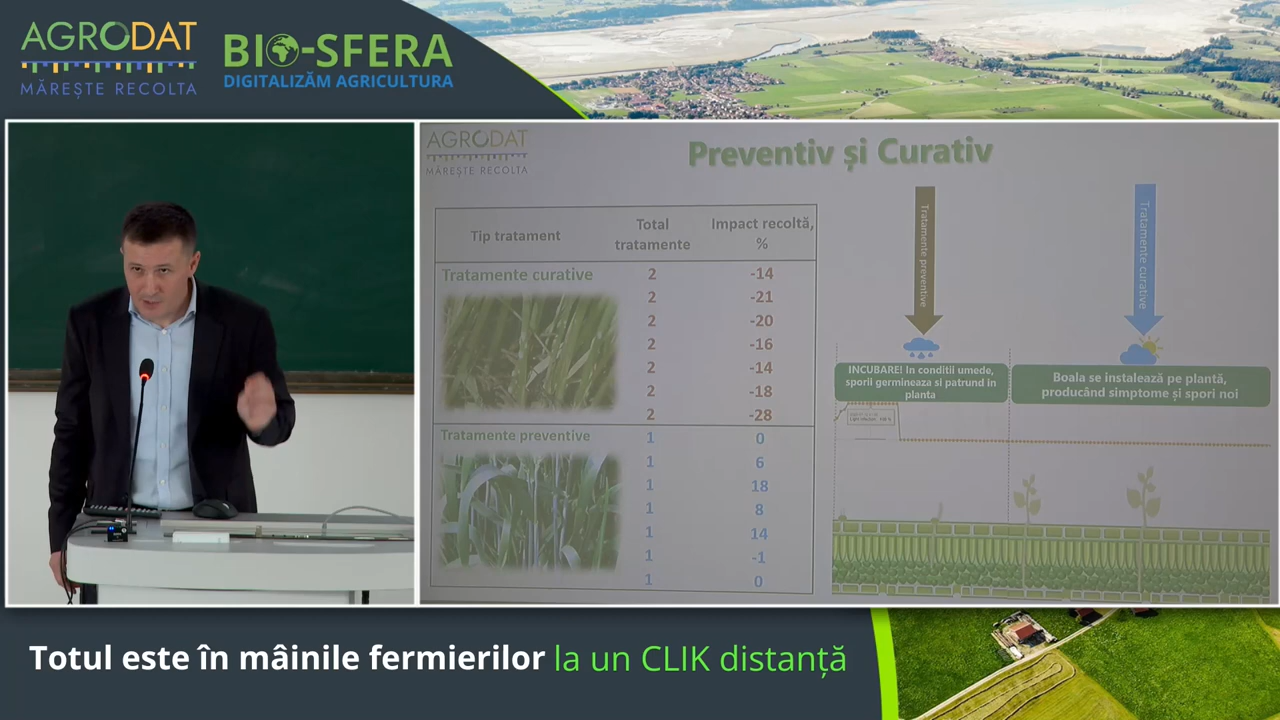 AGRODAT
MĂREȘTE RECOLTA
BIO-SFERA
DIGITALIZĂM AGRICULTURA
AGRODAT
MĂREȘTE RECOLTA
Preventiv și Curativ
Tip tratament
Total
tratamente
Impact recoltă,
%
Tratamente curative
2 -14
2 -21
2 -20
2 -16
2 -14
2 -18
2 -28
Tratamente preventive
1 0
1 6
1 18
1 8
1 14
1 -1
1 0
Tratamente preventive
Tratamente curative
INCUBARE! In conditii umede,
sporii germineaza si patrund in
planta
Boala se instalează pe plantă,
producând simptome și spori noi
Totul este în mâinile fermierilor la un CLIK distanță